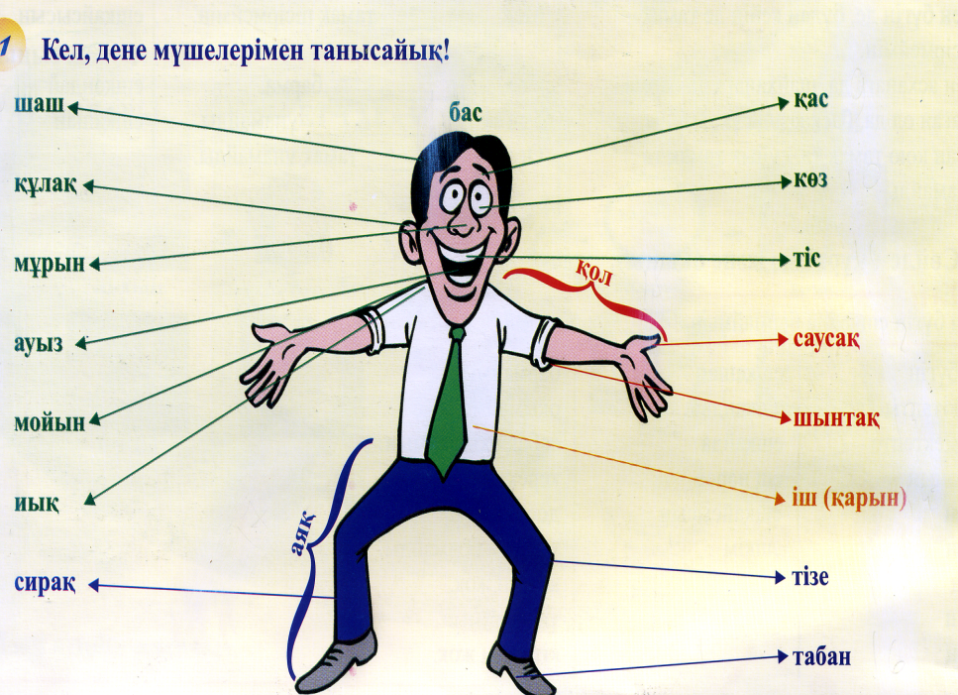 1 Кел, дене мүшелерімен танысайық!
шаш
бас
қас
құлақ
көз
мұрын
тіс
қол
ауыз
саусақ
мойын
шынтақ
иық
іш (қарын)
аяқ
сирақ
тізе
табан